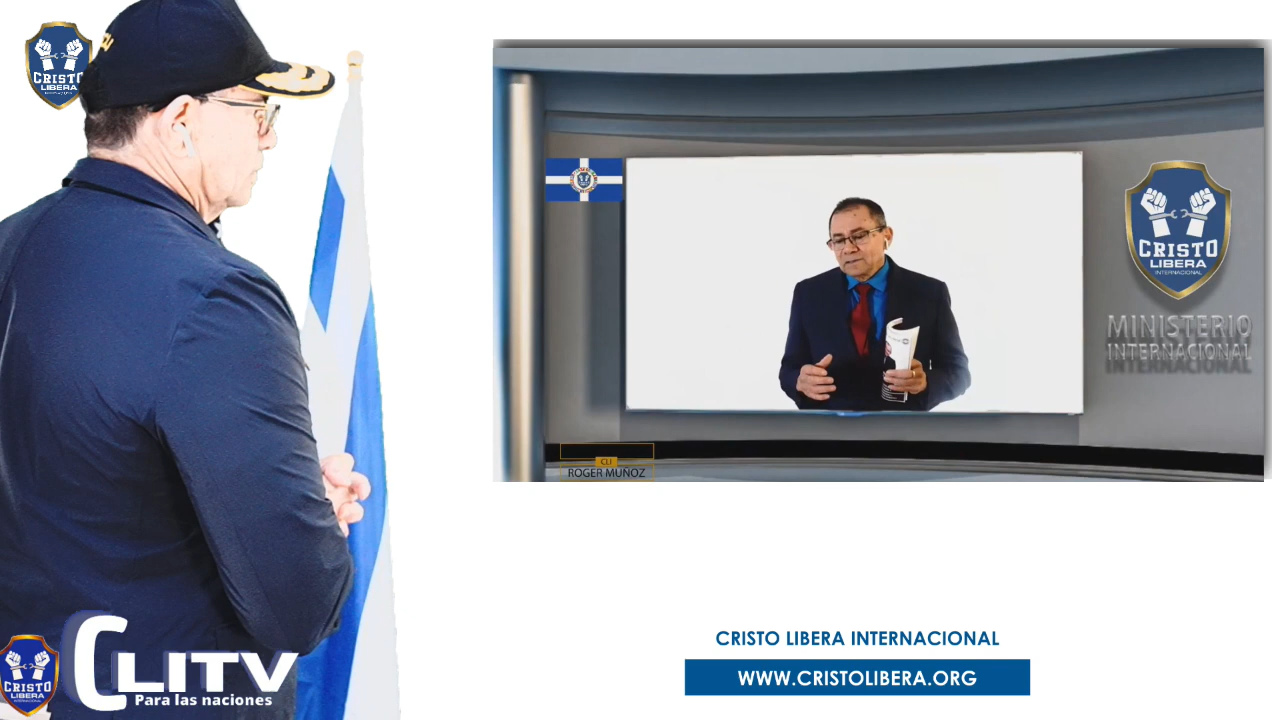 CRISTO
LIBERA
CRISTO
LIBERA
INTERNACIONAL
MINISTERIO
INTERNACIONAL
CLI
ROGER MUÑOZ
CRISTO
LIBERA
CLITV
Para las naciones
CRISTO LIBERA INTERNACIONAL
WWW.CRISTOLIBERA.ORG